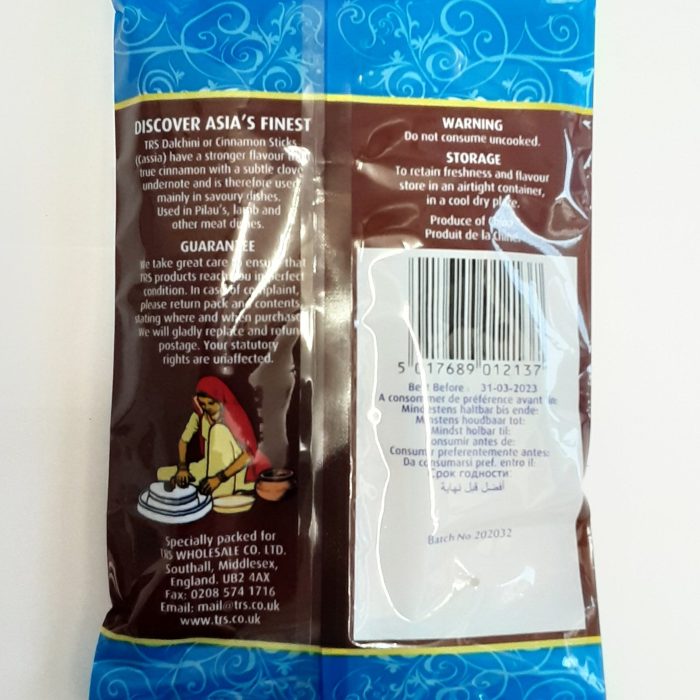 DISCOVER ASIA'S FINEST
TRS Dalchini or Cinnamon Sticks
(Cassia) have a stronger flavour
true cinnamon with a subtle clove
undernote and is therefore used
mainly in savoury dishes.
Used in Pilau's, lamb and
other meat dishes.
GUARANTEE
We take great care to ensure that
TRS products reach you in perfect
condition. In case of complaint,
please return pack and contents,
stating where and when purchased
We will gladly replace and refund
postage. Your statutory
rights are unaffected.
Specially packed for
TRS WHOLESALE CO. LTD.
Southall, Middlesex,
England. UB2 4AX
Fax: 0208 574 1716
Email: mail@trs.co.uk
www.trs.co.uk
WARNING
Do not consume uncooked.
STORAGE
To retain freshness and flavour
store in an airtight container,
in a cool dry place.
Produce of China
Produit de la Chine
5 017689 012137
Best Before : 31-03-2023
A consommer de préférence avant le:
Mindestens haltbar bis ende:
Minstens houdbaar tot:
Mindst holbar til:
Consumir antes de:
Consumir preferentemente antes:
Da consumarsi pref. entro il:
Срок годности:
أفضل قبل نهاية
Batch No 202032